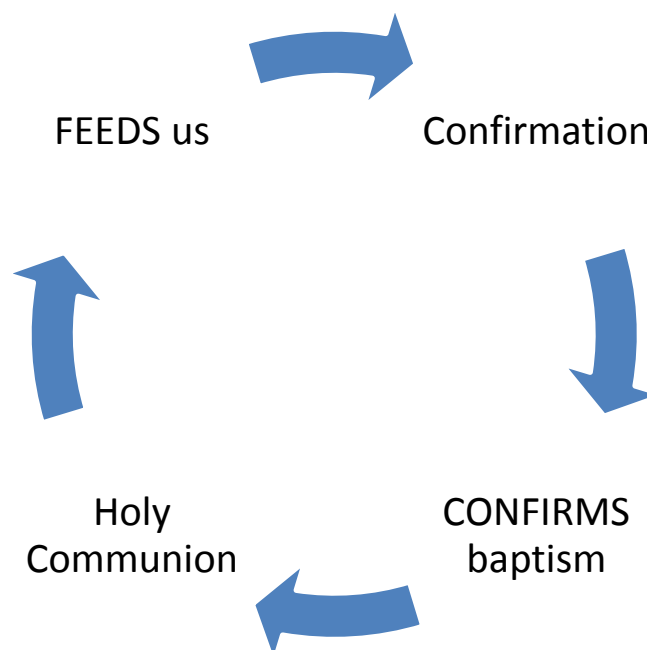 FEEDS us
Confirmation
Holy
Communion
CONFIRMS
baptism